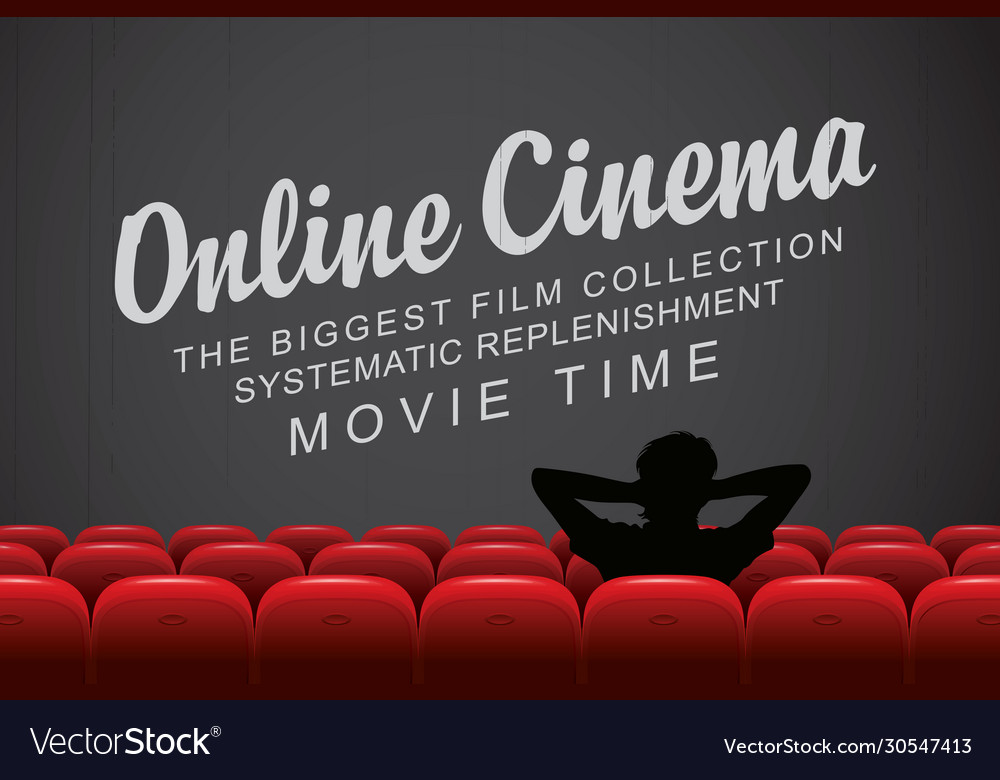 Online Cinema
THE BIGGEST FILM COLLECTION
SYSTEMATIC REPLENISHMENT
MOVIE TIME
VectorStock®
VectorStock.com/30547413